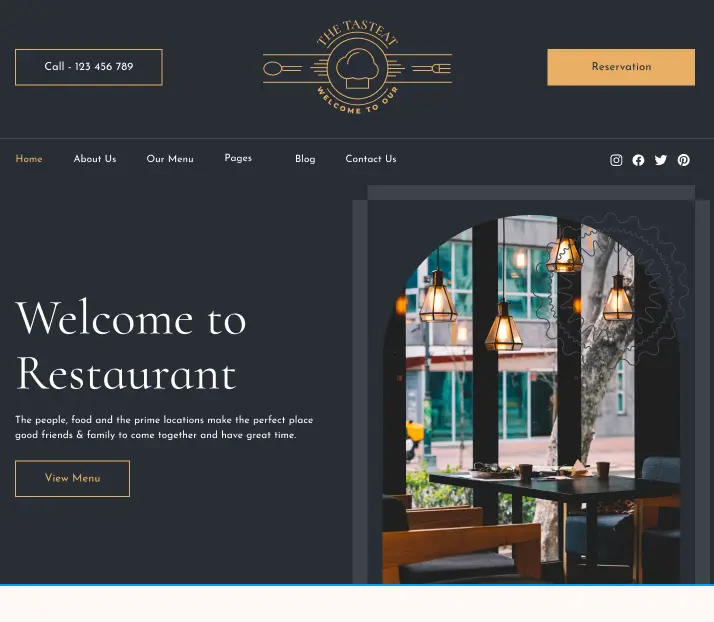 Call - 123 456 789
THE TASTEAT
WELCOME TO OUR
Reservation
Home About Us Our Menu Pages Blog Contact Us
Welcome to
Restaurant
The people, food and the prime locations make the perfect place
good friends & family to come together and have great time.
View Menu